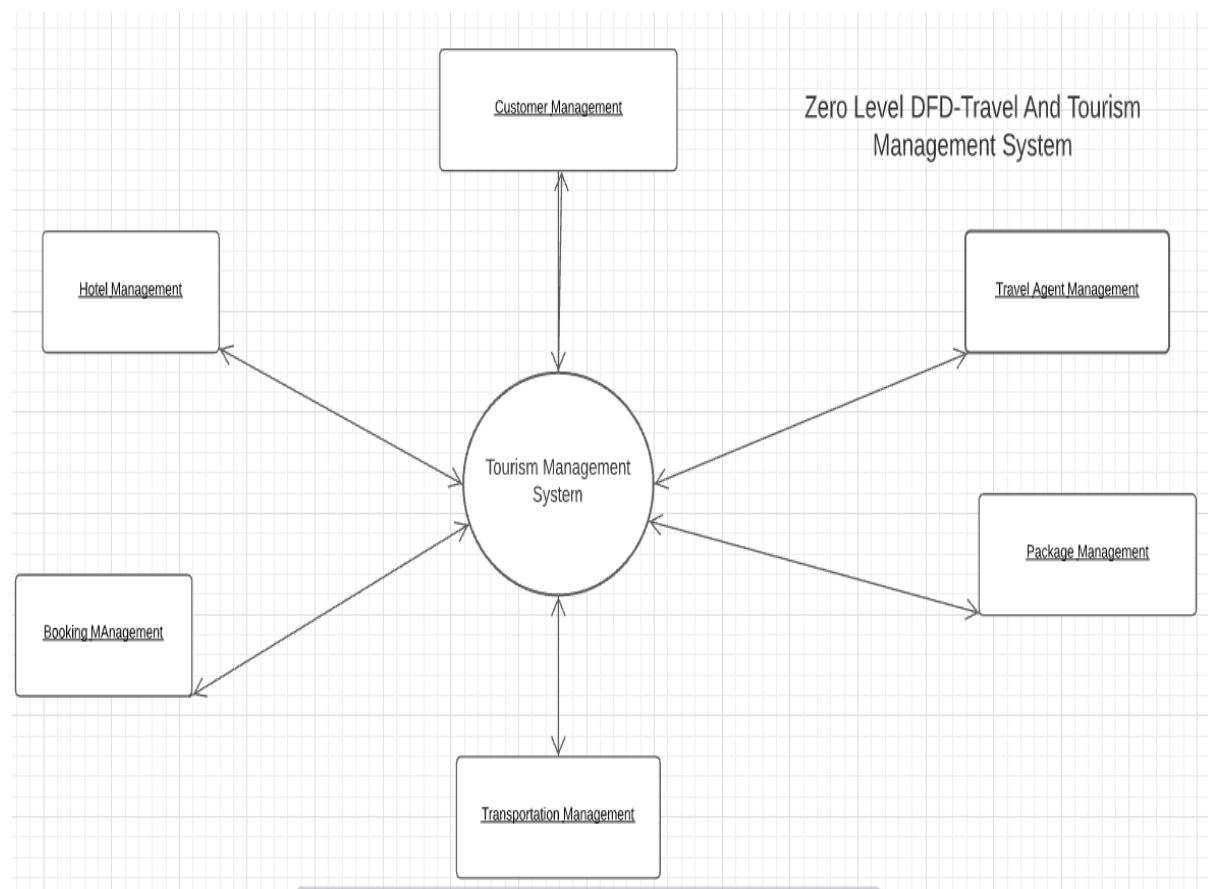 Customer Management
Zero Level DFD-Travel And Tourism
Management System
Hotel Management
Travel Agent Management
Tourism Management
System
Package Management
Booking MAnagement
Transportation Management